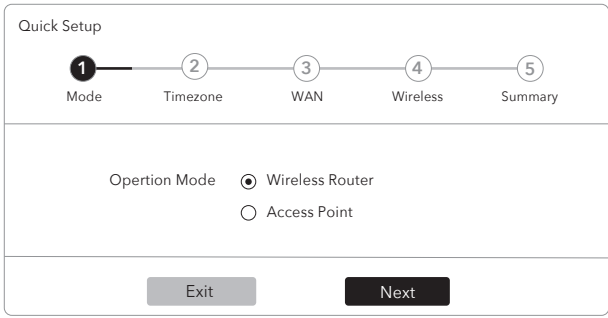 Quick Setup
1 2 3 4 5
Mode Timezone WAN Wireless Summary
Opertion Mode Wireless Router
Access Point
Exit Next